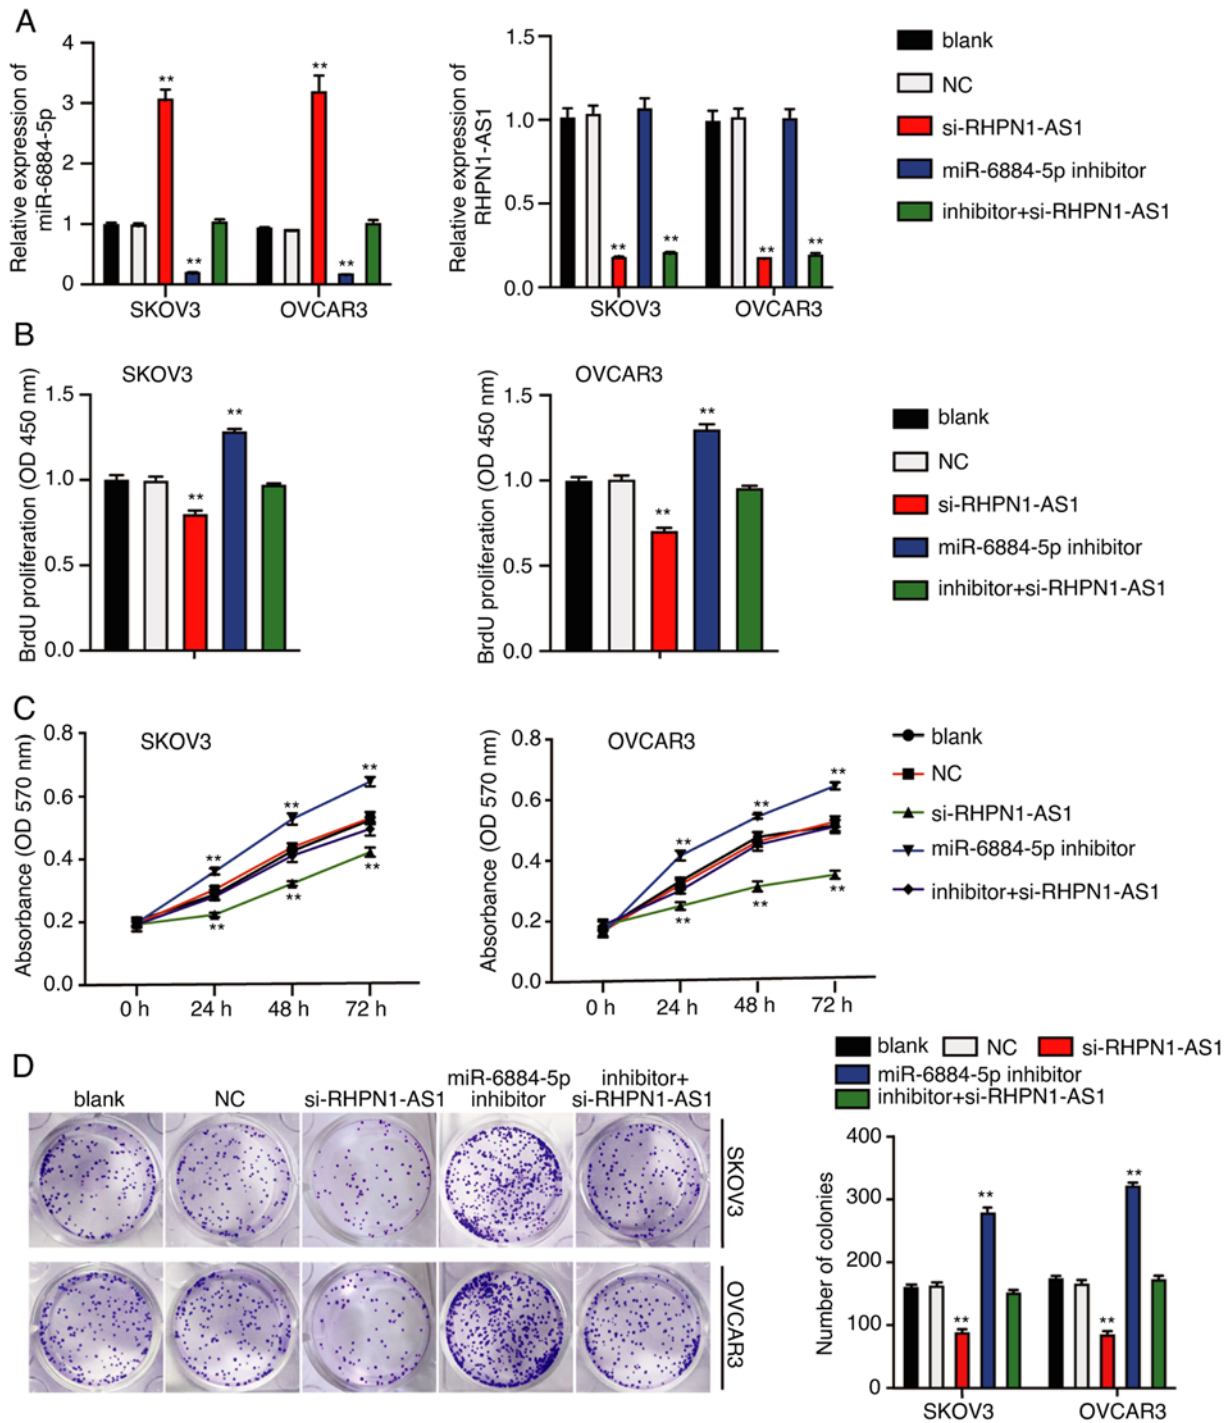 A
Relative expression of
miR-6884-5p
4
3
2
1
0
**
**
**
**
SKOV3
OVCAR3
Relative expression of
RHPN1-AS1
1.5
1.0
0.5
0.0
**
**
**
**
SKOV3
OVCAR3
blank
NC
si-RHPN1-AS1
miR-6884-5p inhibitor
inhibitor+si-RHPN1-AS1
B
SKOV3
BrdU proliferation (OD 450 nm)
1.5
1.0
0.5
0.0
**
**
OVCAR3
BrdU proliferation (OD 450 nm)
1.5
1.0
0.5
0.0
**
**
blank
NC
si-RHPN1-AS1
miR-6884-5p inhibitor
inhibitor+si-RHPN1-AS1
C
SKOV3
Absorbance (OD 570 nm)
0.8
0.6
0.4
0.2
0.0
**
**
**
**
**
**
0 h
24 h
48 h
72 h
OVCAR3
Absorbance (OD 570 nm)
0.8
0.6
0.4
0.2
0.0
**
**
**
**
**
**
0 h
24 h
48 h
72 h
blank
NC
si-RHPN1-AS1
miR-6884-5p inhibitor
inhibitor+si-RHPN1-AS1
D
blank
NC
si-RHPN1-AS1
miR-6884-5p
inhibitor
inhibitor+
si-RHPN1-AS1
SKOV3
OVCAR3
blank
NC
si-RHPN1-AS1
miR-6884-5p inhibitor
inhibitor+si-RHPN1-AS1
Number of colonies
400
300
200
100
0
**
**
**
**
SKOV3
OVCAR3